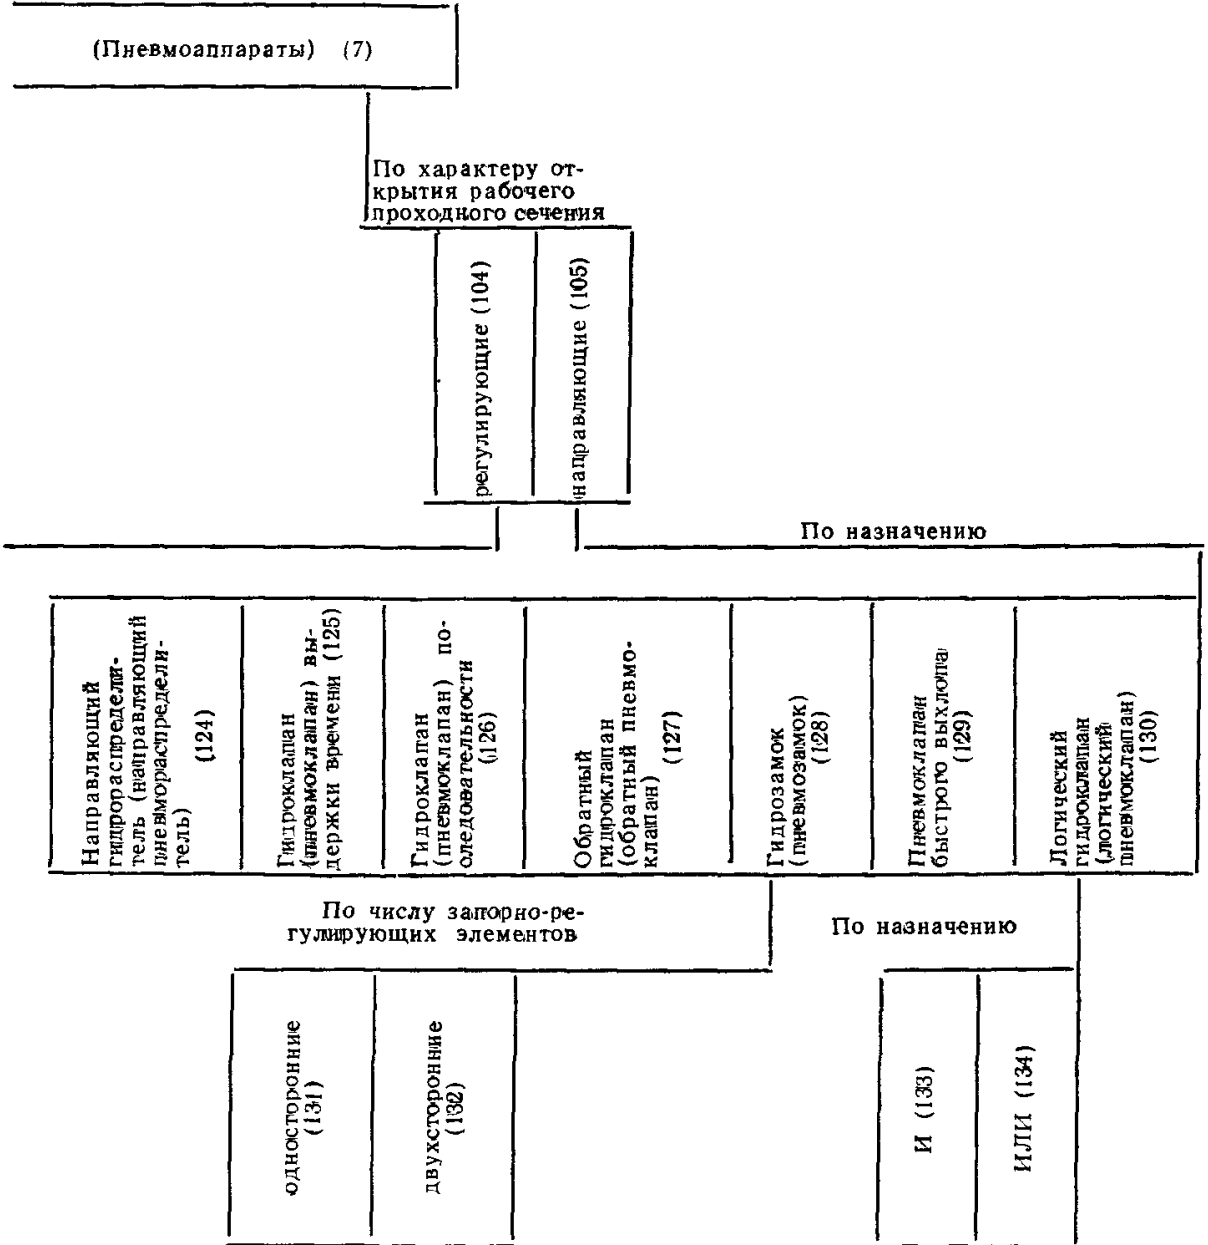 (Пневмоаппараты) (7)
По характеру от-
крытия рабочего
проходного сечения
регулирующие (104)
направляющие (105)
По назначению
Направляющий
гидрораспредели-
тель (направляющий
пневмораспредели-
тель)
(124)
Гидроклапан
(пневмоклапан) вы-
держки времени (125)
Гидроклапан
(пневмоклапан) по-
следовательности
(126)
Обратный
гидроклапан
(обратный пневмо-
клапан)
(127)
Гидрозамок
(пневмозамок)
(128)
Пневмоклапан
быстрого выхлопа
(129)
Логический
гидроклапан
(логический
пневмоклапан)
(130)
По числу запорно-ре-
гулирующих элементов
По назначению
односторонние
(131)
двухсторонние
(132)
И (133)
ИЛИ (134)